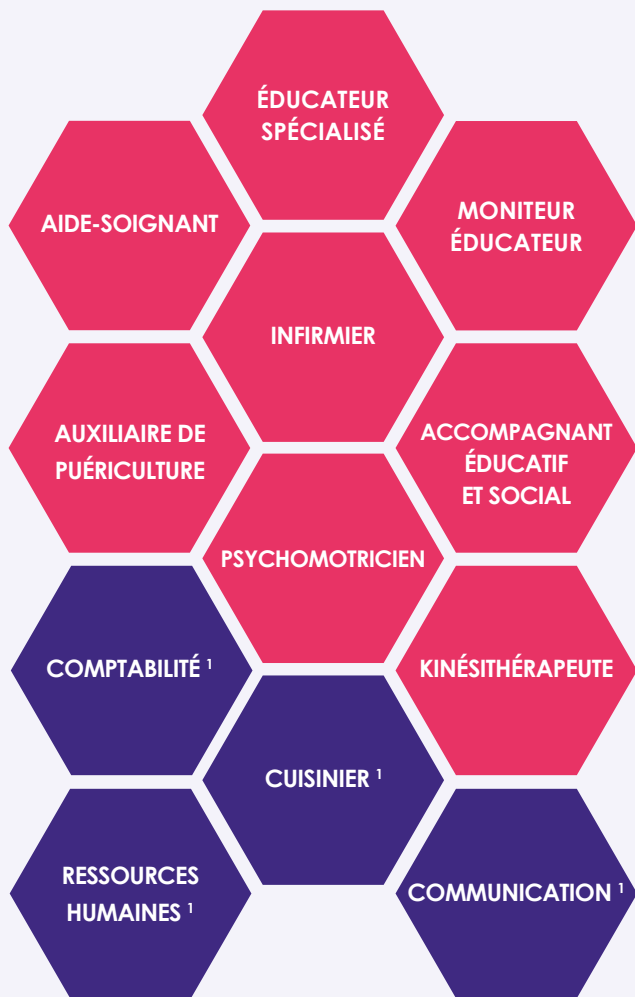 ÉDUCATEUR
SPÉCIALISÉ
AIDE-SOIGNANT
MONITEUR
ÉDUCATEUR
INFIRMIER
AUXILIAIRE DE
PUÉRICULTURE
ACCOMPAGNANT
ÉDUCATIF
ET SOCIAL
PSYCHOMOTRICIEN
COMPTABILITÉ ¹
KINÉSITHÉRAPEUTE
CUISINIER ¹
RESSOURCES
HUMAINES ¹
COMMUNICATION ¹